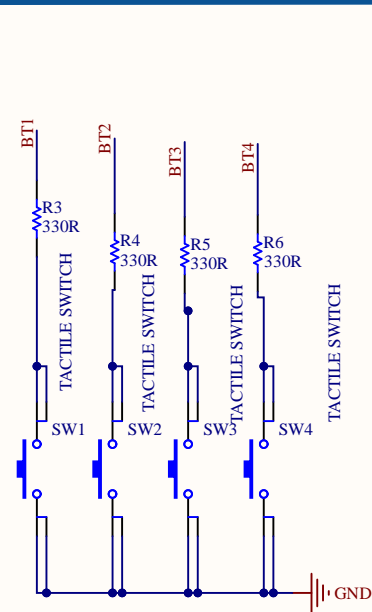 BT1
BT2
BT3
BT4
R3
330R
R4
330R
R5
330R
R6
330R
TACTILE SWITCH
TACTILE SWITCH
TACTILE SWITCH
TACTILE SWITCH
SW1
SW2
SW3
SW4
GND